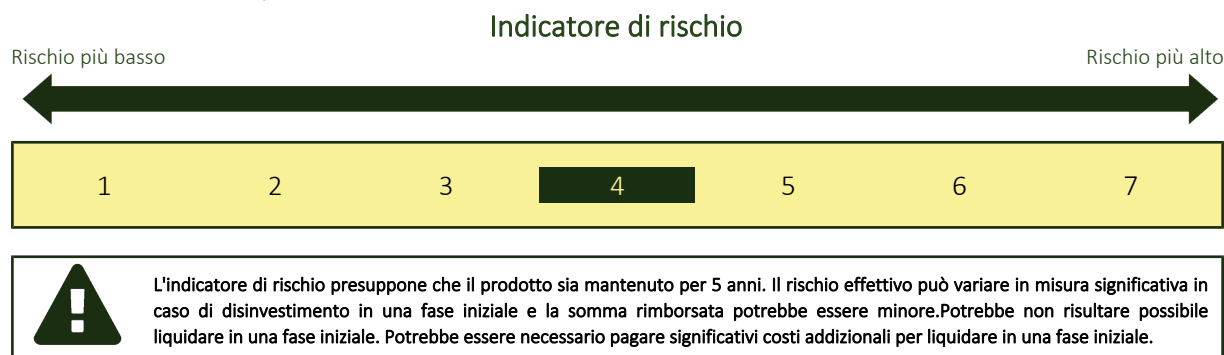 Indicatore di rischio
Rischio più basso
Rischio più alto
1 2 3 4 5 6 7
L'indicatore di rischio presuppone che il prodotto sia mantenuto per 5 anni. Il rischio effettivo può variare in misura significativa in
caso di disinvestimento in una fase iniziale e la somma rimborsata potrebbe essere minore.Potrebbe non risultare possibile
liquidare in una fase iniziale. Potrebbe essere necessario pagare significativi costi addizionali per liquidare in una fase iniziale.